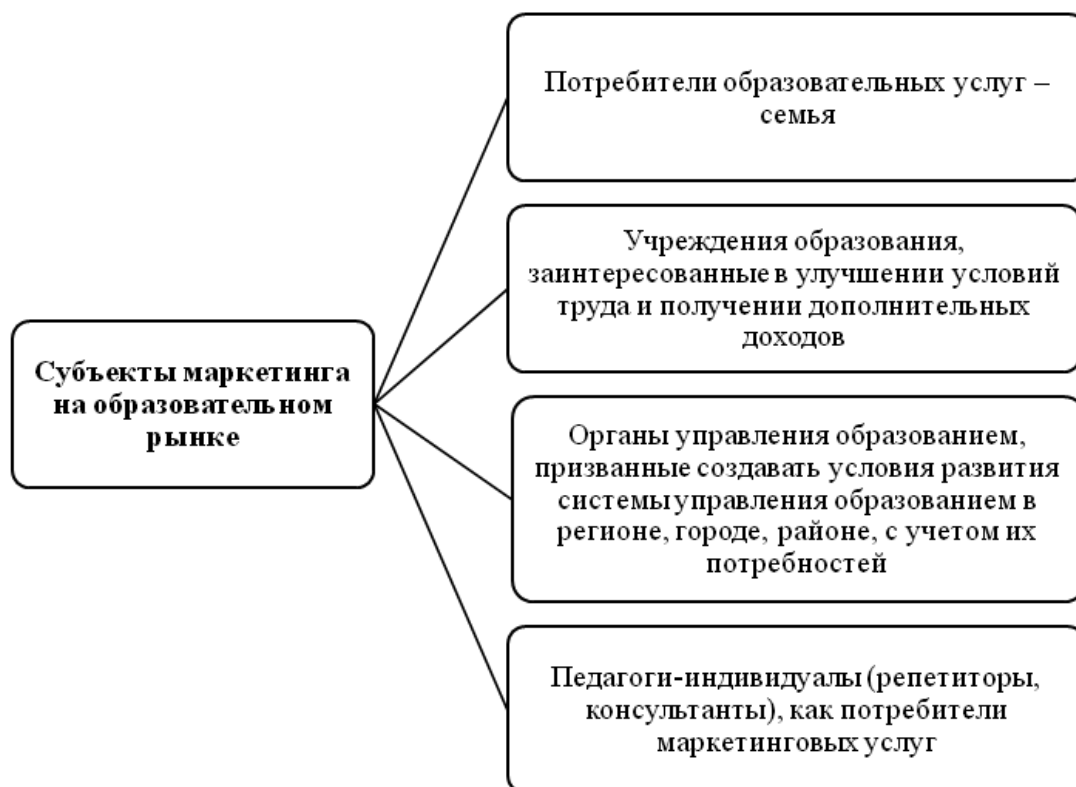 Потребители образовательных услуг –
семья
Учреждения образования,
заинтересованные в улучшении условий
труда и получении дополнительных
доходов
Субъекты маркетинга
на образовательном
рынке
Органы управления образованием,
призванные создавать условия развития
системы управления образованием в
регионе, городе, районе, с учетом их
потребностей
Педагоги-индивидуалы (репетиторы,
консультанты), как потребители
маркетинговых услуг